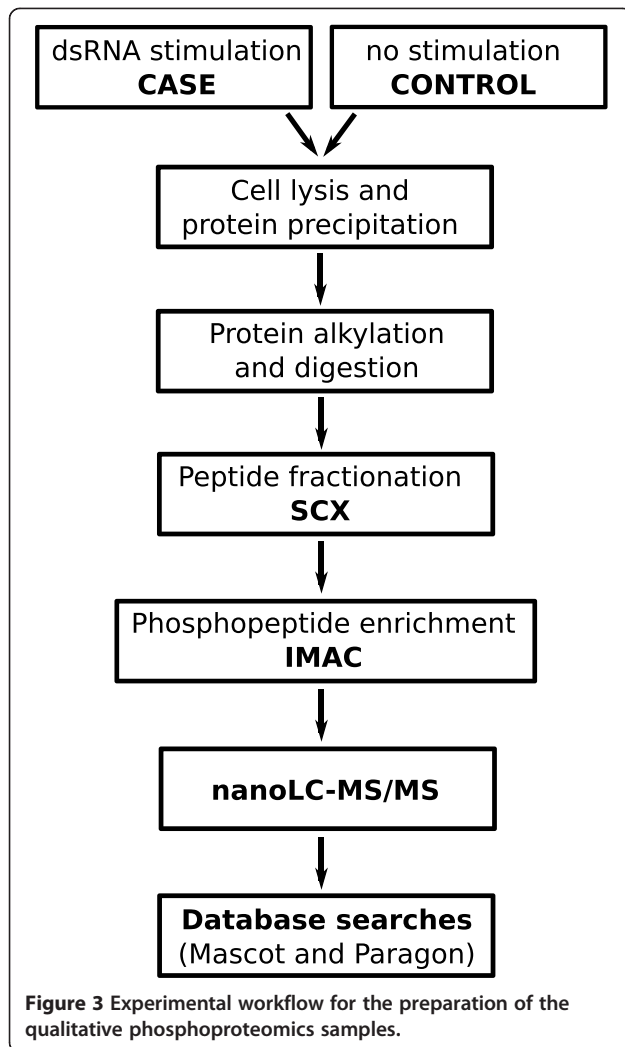 dsRNA stimulation
CASE
no stimulation
CONTROL
Cell lysis and
protein precipitation
Protein alkylation
and digestion
Peptide fractionation
SCX
Phosphopeptide enrichment
IMAC
nanoLC-MS/MS
Database searches
(Mascot and Paragon)
Figure 3 Experimental workflow for the preparation of the
qualitative phosphoproteomics samples.